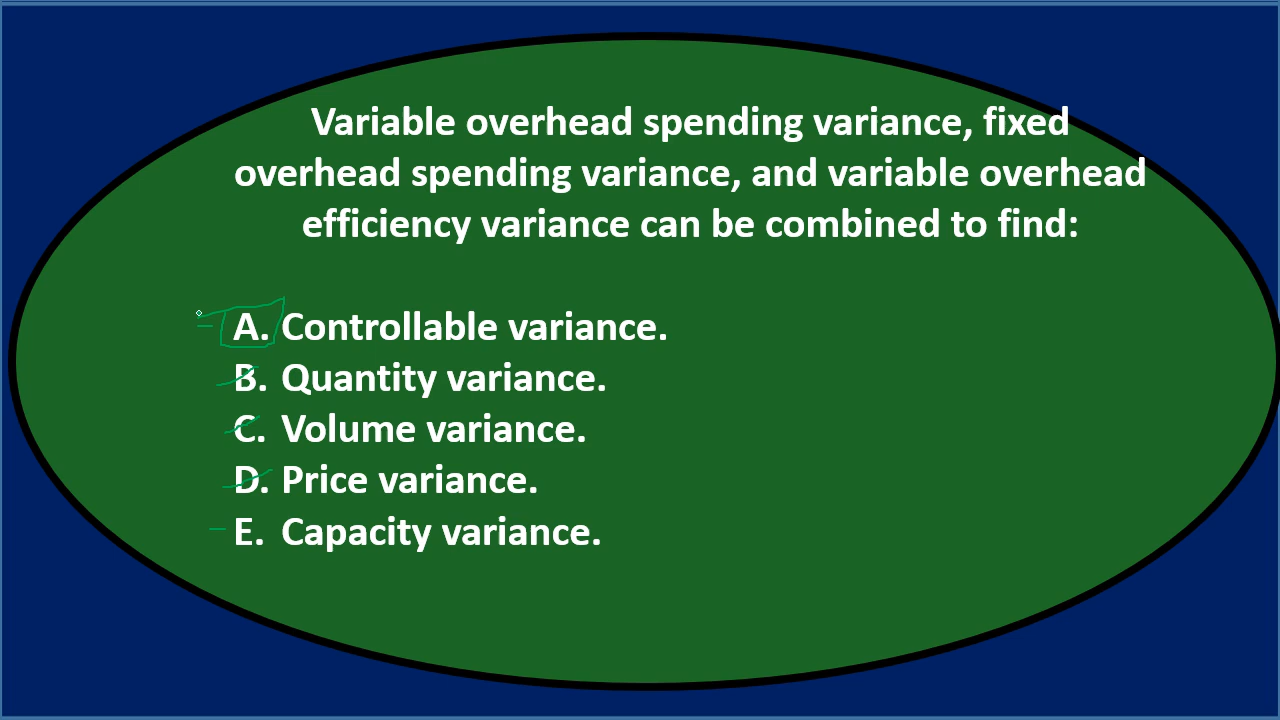 Variable overhead spending variance, fixed
overhead spending variance, and variable overhead
efficiency variance can be combined to find:
A. Controllable variance.
B. Quantity variance.
C. Volume variance.
D. Price variance.
E. Capacity variance.